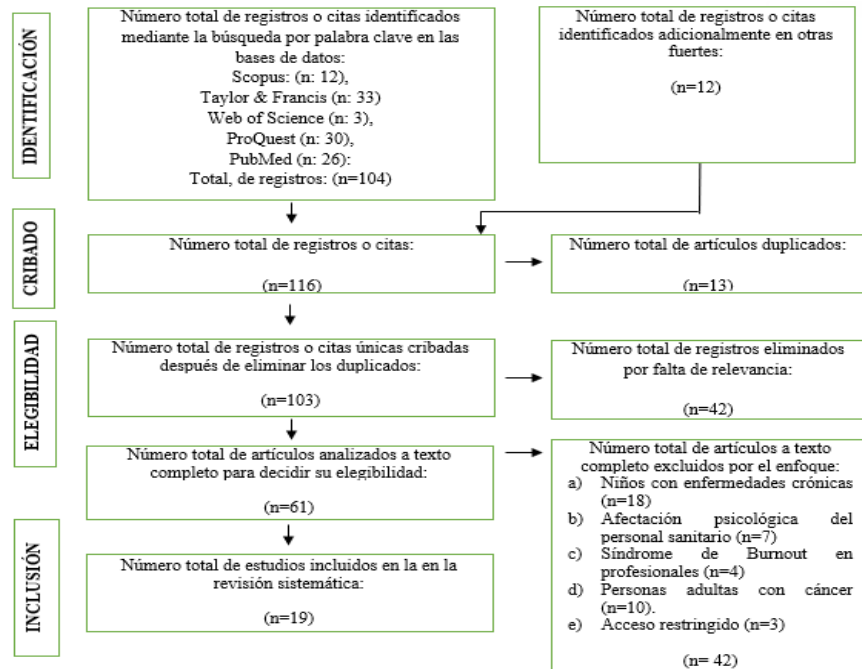 IDENTIFICACIÓN
Número total de registros o citas identificados
mediante la búsqueda por palabra clave en las
bases de datos:
Scopus: (n: 12),
Taylor & Francis (n: 33)
Web of Science (n: 3),
ProQuest (n: 30),
PubMed (n: 26):
Total, de registros: (n=104)
Número total de registros o citas
identificados adicionalmente en otras
fuertes:
(n=12)
CRIBADO
Número total de registros o citas:
(n=116)
Número total de artículos duplicados:
(n=13)
ELEGIBILIDAD
Número total de registros o citas únicas cribadas
después de eliminar los duplicados:
(n=103)
Número total de registros eliminados
por falta de relevancia:
(n=42)
Número total de artículos analizados a texto
completo para decidir su elegibilidad:
(n=61)
Número total de artículos a texto
completo excluidos por el enfoque:
a) Niños con enfermedades crónicas
(n=18)
b) Afectación psicológica del
personal sanitario (n=7)
c) Síndrome de Burnout en
profesionales (n=4)
d) Personas adultas con cáncer
(n=10).
e) Acceso restringido (n=3)
(n= 42)
INCLUSIÓN
Número total de estudios incluidos en la en la
revisión sistemática:
(n=19)